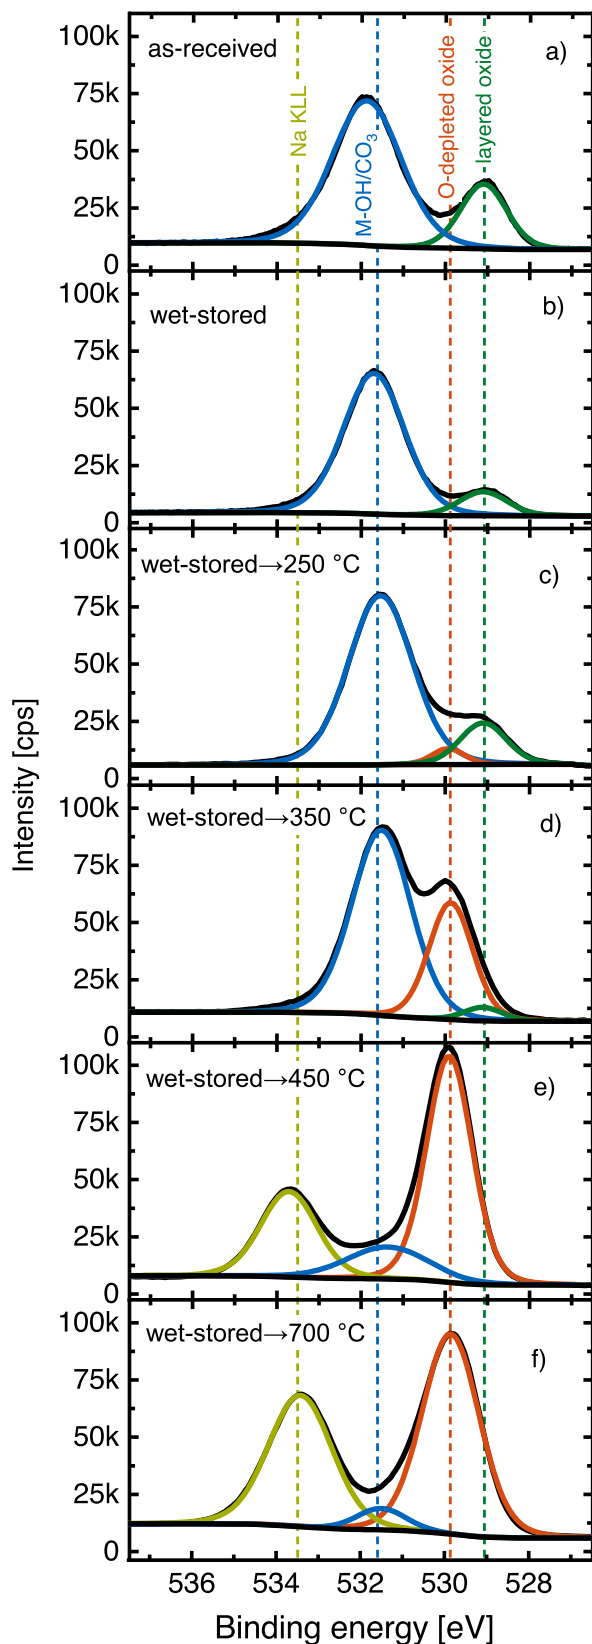 as-received
a)
Na KLL
M-OH/CO₃
O-depleted oxide
layered oxide
100k
75k
50k
25k
0
wet-stored
b)
100k
75k
50k
25k
0
wet-stored→250 °C
c)
100k
75k
50k
25k
0
wet-stored→350 °C
d)
100k
75k
50k
25k
0
wet-stored→450 °C
e)
100k
75k
50k
25k
0
wet-stored→700 °C
f)
100k
75k
50k
25k
0
Intensity [cps]
536 534 532 530 528
Binding energy [eV]